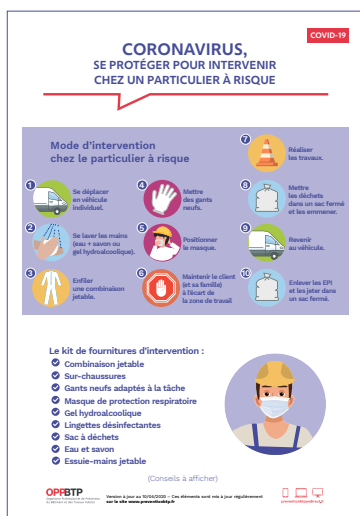 COVID-19
CORONAVIRUS,
SE PROTÉGER POUR INTERVENIR
CHEZ UN PARTICULIER À RISQUE
Mode d'intervention
chez le particulier à risque
1
Se déplacer
en véhicule
individuel.
2
Se laver les mains
(eau + savon ou
gel hydroalcoolique).
3
Enfiler
une combinaison
jetable.
4
Mettre
des gants
neufs.
5
Positionner
le masque.
6
Maintenir le client
(et sa famille)
à l'écart de
la zone de travail
7
Réaliser
les travaux.
8
Mettre
les déchets
dans un sac fermé
et les emmener.
9
Revenir
au véhicule.
10
Enlever les EPI
et les jeter dans
un sac fermé.
Le kit de fournitures d'intervention :
Combinaison jetable
Sur-chaussures
Gants neufs adaptés à la tâche
Masque de protection respiratoire
Gel hydroalcoolique
Lingettes désinfectantes
Sac à déchets
Eau et savon
Essuie-mains jetable
(Conseils à afficher)
OPPBTP
Version à jour au 10/04/2020 – Ces éléments sont mis à jour régulièrement
sur le site www.preventionbtp.fr
preventionbtp.fr